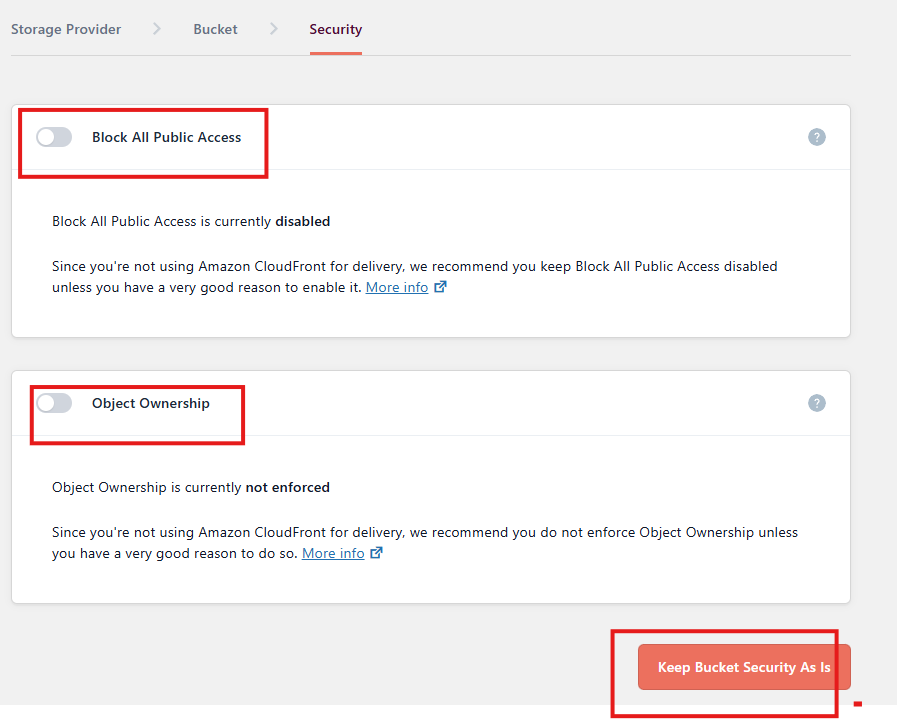 Storage Provider > Bucket > Security
Block All Public Access ?
Block All Public Access is currently disabled
Since you're not using Amazon CloudFront for delivery, we recommend you keep Block All Public Access disabled
unless you have a very good reason to enable it. More info
Object Ownership ?
Object Ownership is currently not enforced
Since you're not using Amazon CloudFront for delivery, we recommend you do not enforce Object Ownership unless
you have a very good reason to do so. More info
Keep Bucket Security As Is